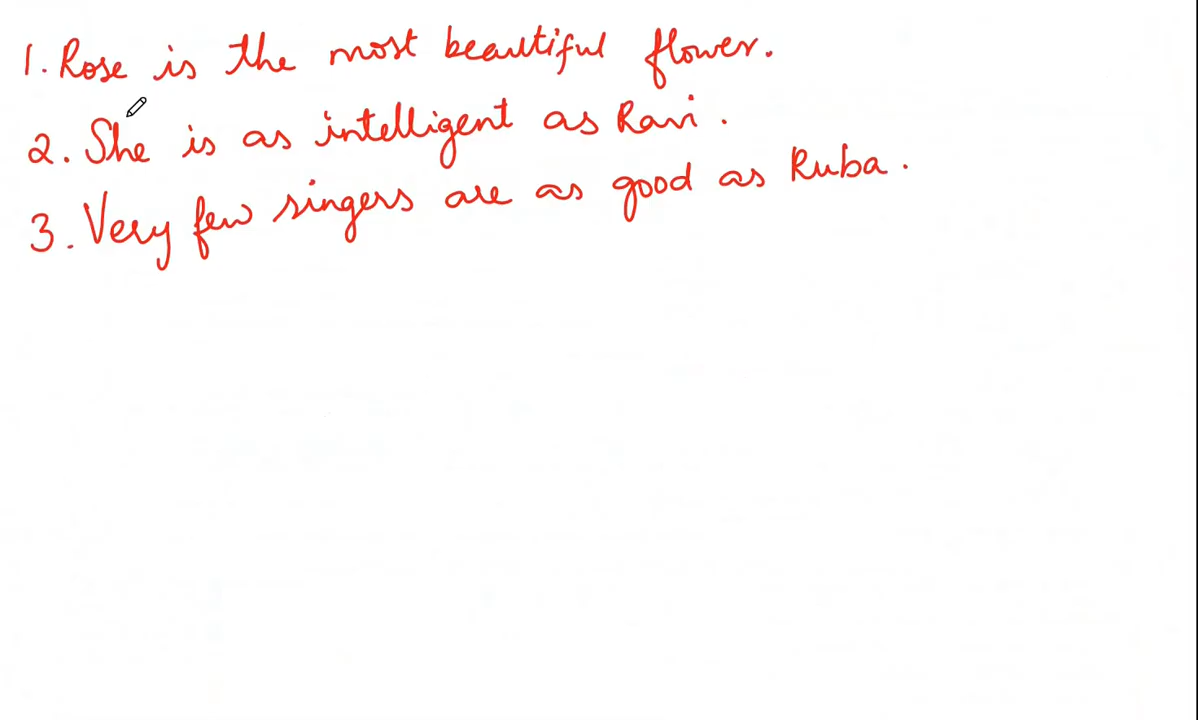 1. Rose is the most beautiful flower.
2. She is as intelligent as Ravi.
3. Very few singers are as good as Ruba.